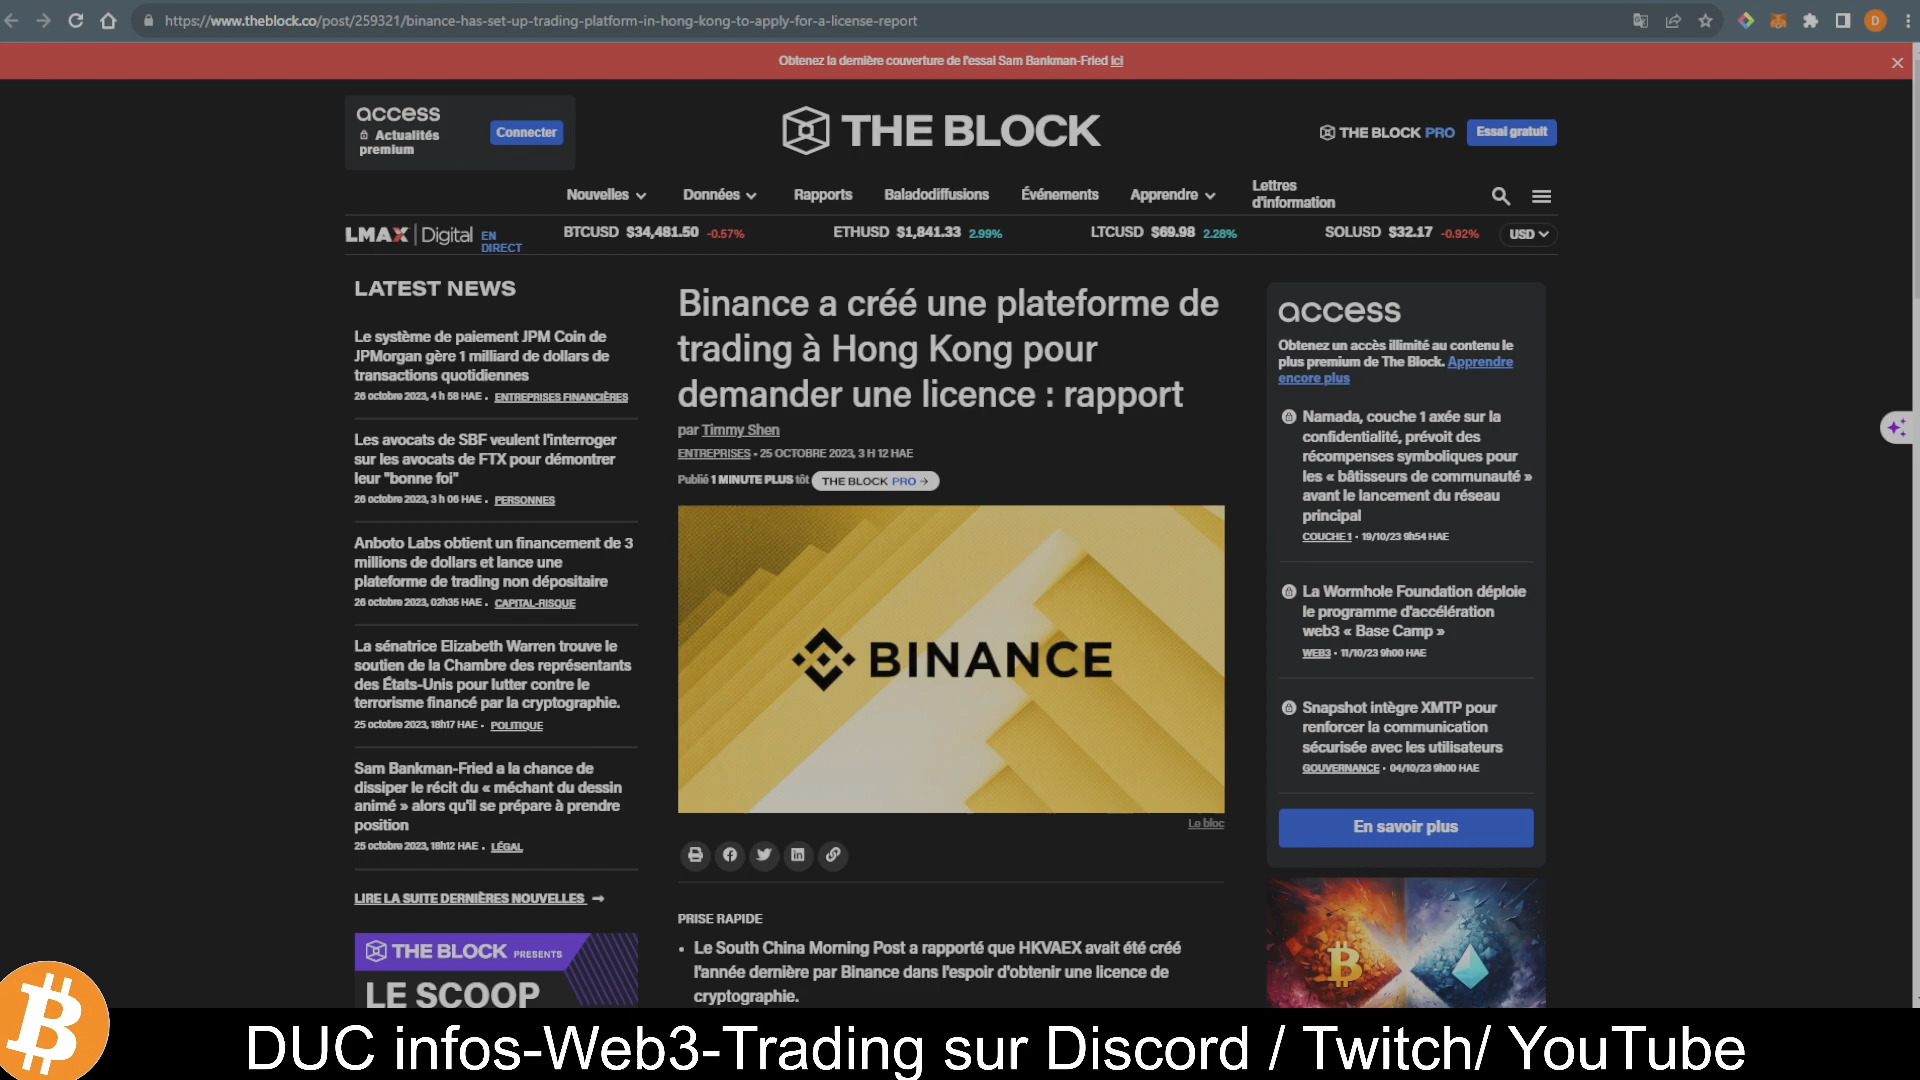 https://www.theblock.co/post/259321/binance-has-set-up-trading-platform-in-hong-kong-to-apply-for-a-license-report
D
Obtenez la dernière couverture de l'essai Sam Bankman-Fried ici
access
Actualités
premium
Connecter
THE BLOCK
THE BLOCK PRO
Essai gratuit
Nouvelles
Données
Rapports
Baladodiffusions
Événements
Apprendre
Lettres
d'information
LMAX Digital EN
DIRECT
BTCUSD $34,481.50 -0.57%
ETHUSD $1,841.33 2.99%
LTCUSD $69.98 2.28%
SOLUSD $32.17 -0.92%
USD
LATEST NEWS
Le système de paiement JPM Coin de
JPMorgan gère 1 milliard de dollars de
transactions quotidiennes
26 octobre 2023, 4 h 58 HAE • ENTREPRISES FINANCIÈRES
Les avocats de SBF veulent l'interroger
sur les avocats de FTX pour démontrer
leur "bonne foi"
26 octobre 2023, 3 h 06 HAE • PERSONNES
Anboto Labs obtient un financement de 3
millions de dollars et lance une
plateforme de trading non dépositaire
26 octobre 2023, 02h35 HAE • CAPITAL-RISQUE
La sénatrice Elizabeth Warren trouve le
soutien de la Chambre des représentants
des États-Unis pour lutter contre le
terrorisme financé par la cryptographie.
25 octobre 2023, 18h17 HAE • POLITIQUE
Sam Bankman-Fried a la chance de
dissiper le récit du « méchant du dessin
animé » alors qu'il se prépare à prendre
position
25 octobre 2023, 18h12 HAE • LÉGAL
LIRE LA SUITE DERNIÈRES NOUVELLES →
THE BLOCK PRESENTS
LE SCOOP
Binance a créé une plateforme de
trading à Hong Kong pour
demander une licence : rapport
par Timmy Shen
ENTREPRISES • 25 OCTOBRE 2023, 3 H 12 HAE
Publié 1 MINUTE PLUS tôt THE BLOCK PRO →
BINANCE
Le bloc
PRISE RAPIDE
• Le South China Morning Post a rapporté que HKVAEX avait été créé
l'année dernière par Binance dans l'espoir d'obtenir une licence de
cryptographie.
access
Obtenez un accès illimité au contenu le
plus premium de The Block. Apprendre
encore plus
Namada, couche 1 axée sur la
confidentialité, prévoit des
récompenses symboliques pour
les « bâtisseurs de communauté »
avant le lancement du réseau
principal
COUCHE 1 • 19/10/23 9h54 HAE
La Wormhole Foundation déploie
le programme d'accélération
web3 « Base Camp »
WEB3 • 11/10/23 9h00 HAE
Snapshot intègre XMTP pour
renforcer la communication
sécurisée avec les utilisateurs
GOUVERNANCE • 04/10/23 9h00 HAE
En savoir plus
DUC infos-Web3-Trading sur Discord / Twitch/ YouTube